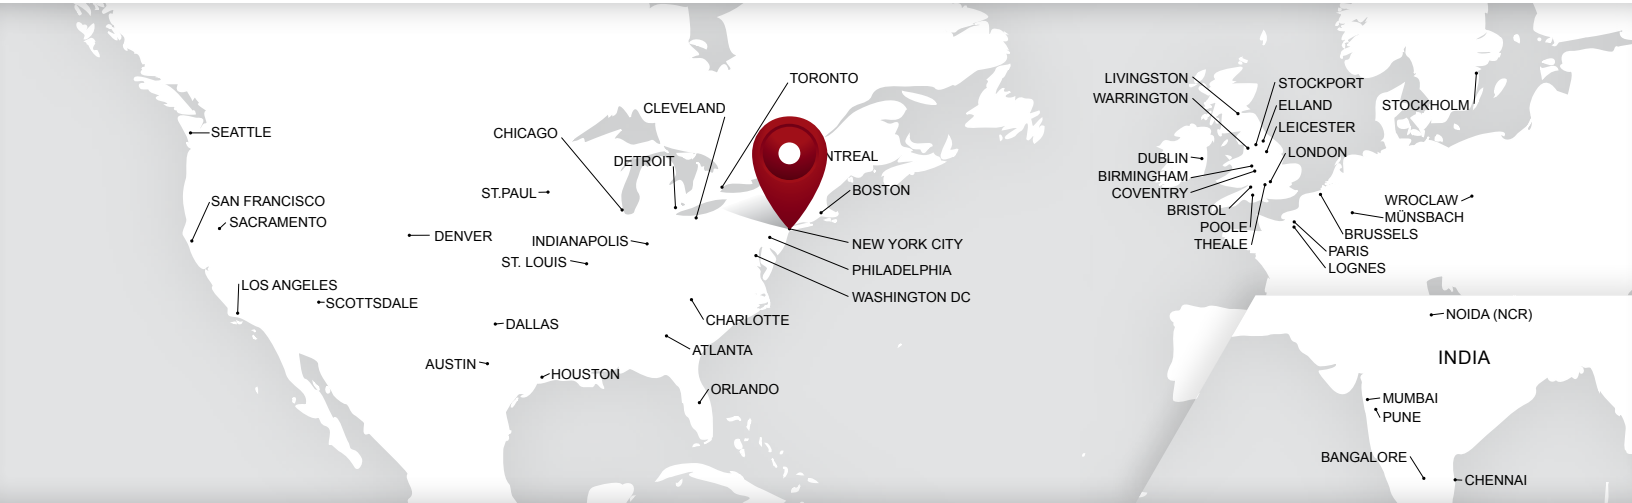 TORONTO
CLEVELAND
CHICAGO
SEATTLE
DETROIT
NTREAL
ST.PAUL
BOSTON
SAN FRANCISCO
SACRAMENTO
DENVER
INDIANAPOLIS
NEW YORK CITY
ST. LOUIS
PHILADELPHIA
LOS ANGELES
SCOTTSDALE
WASHINGTON DC
DALLAS
CHARLOTTE
ATLANTA
AUSTIN
HOUSTON
ORLANDO
LIVINGSTON
STOCKPORT
WARRINGTON
ELLAND
STOCKHOLM
LEICESTER
LONDON
DUBLIN
BIRMINGHAM
COVENTRY
BRISTOL
POOLE
THEALE
WROCLAW
MÜNSBACH
BRUSSELS
PARIS
LOGNES
NOIDA (NCR)
INDIA
MUMBAI
PUNE
BANGALORE
CHENNAI